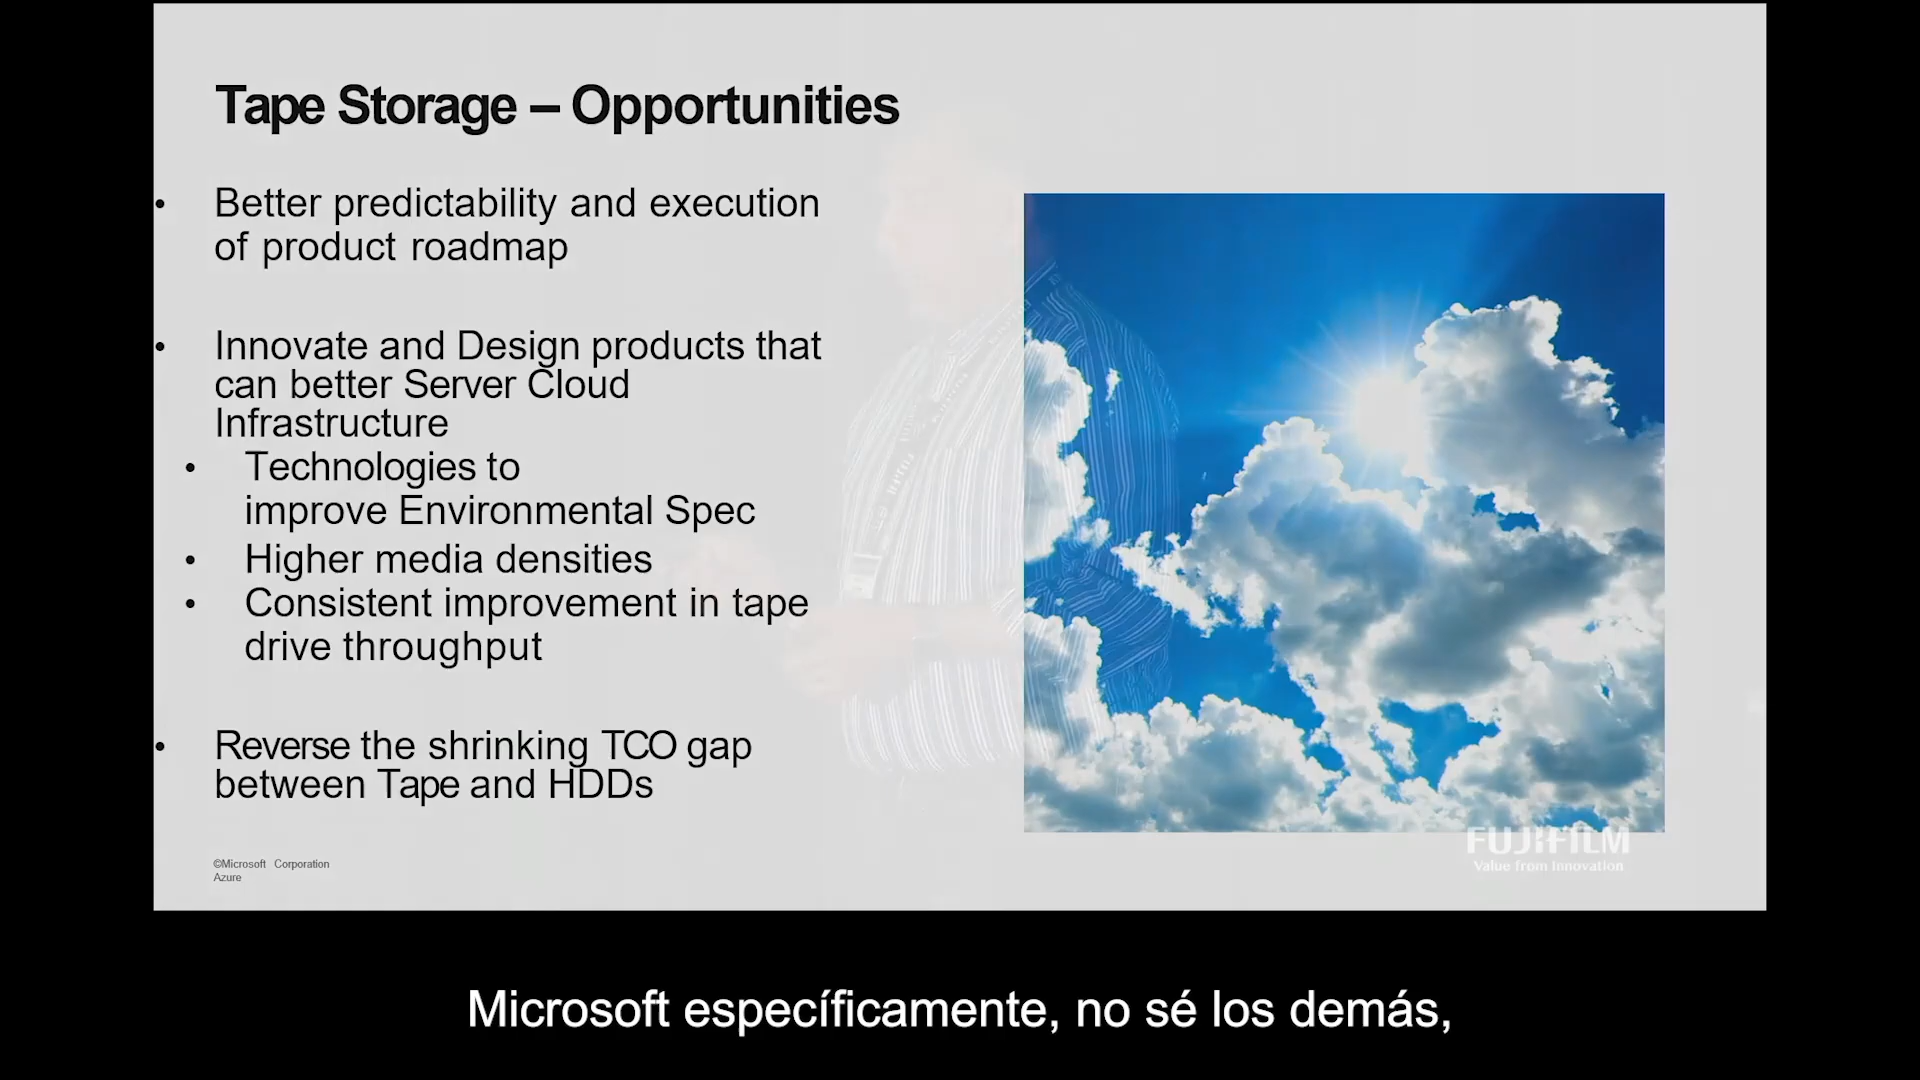 Tape Storage – Opportunities
• Better predictability and execution
of product roadmap
• Innovate and Design products that
can better Server Cloud
Infrastructure
• Technologies to
improve Environmental Spec
• Higher media densities
• Consistent improvement in tape
drive throughput
• Reverse the shrinking TCO gap
between Tape and HDDs
©Microsoft Corporation
Azure
FUJIFILM
Value from Innovation
Microsoft específicamente, no sé los demás,